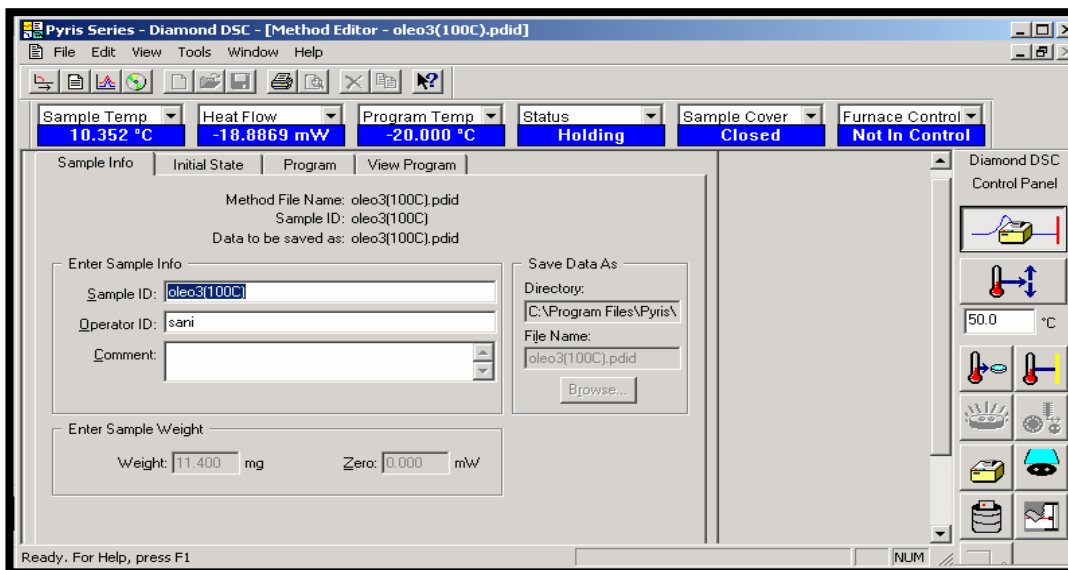 Pyris Series - Diamond DSC - [Method Editor - oleo3(100C).pdid]
File Edit View Tools Window Help
Sample Temp Heat Flow Program Temp Status Sample Cover Furnace Control
10.352 °C -18.8869 mW -20.000 °C Holding Closed Not In Control
Sample Info Initial State Program View Program
Method File Name: oleo3(100C).pdid
Sample ID: oleo3(100C)
Data to be saved as: oleo3(100C).pdid
Enter Sample Info
Sample ID: oleo3(100C)
Operator ID: sani
Comment:
Save Data As
Directory:
C:\Program Files\Pyris\
File Name:
oleo3(100C).pdid
Browse...
Enter Sample Weight
Weight: 11.400 mg Zero: 0.000 mW
Diamond DSC
Control Panel
50.0 °C
Ready. For Help, press F1
NUM